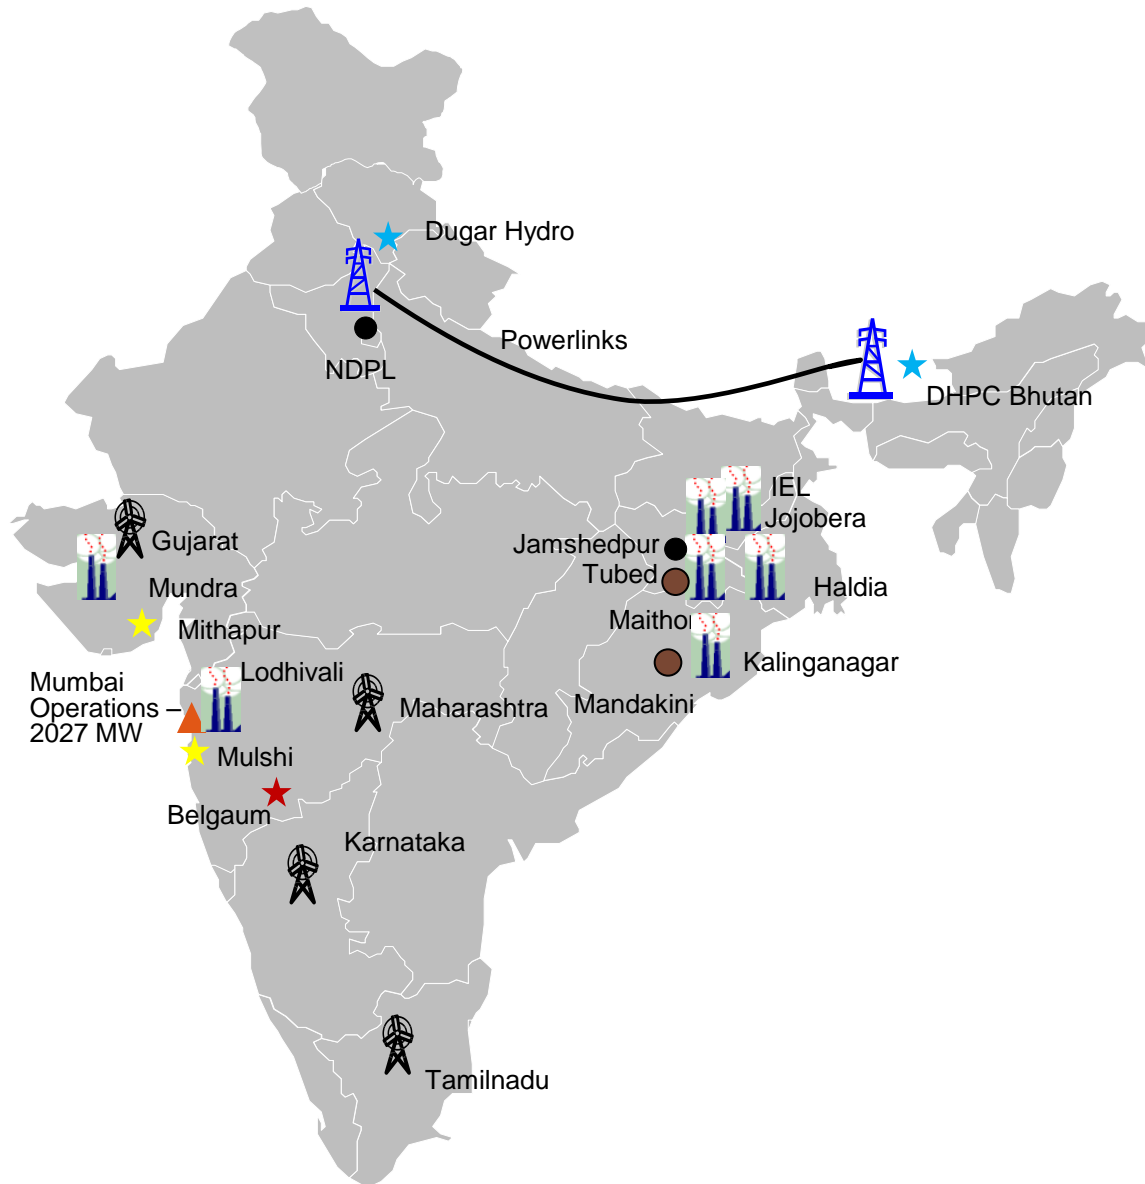 Dugar Hydro
Powerlinks
NDPL
DHPC Bhutan
IEL
Jojobera
Gujarat
Jamshedpur
Tubed
Mundra
Haldia
Mithapur
Maithon
Lodhivali
Kalinganagar
Mumbai
Operations –
2027 MW
Maharashtra
Mandakini
Mulshi
Belgaum
Karnataka
Tamilnadu